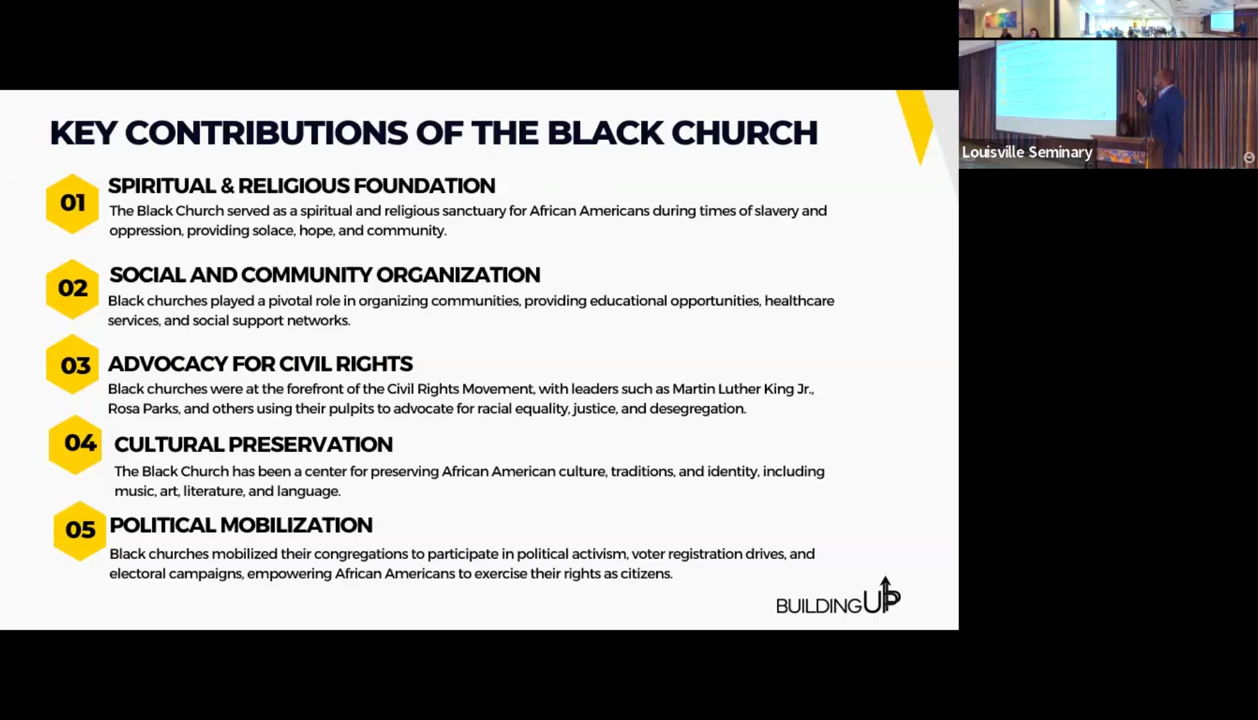 KEY CONTRIBUTIONS OF THE BLACK CHURCH
01
SPIRITUAL & RELIGIOUS FOUNDATION
The Black Church served as a spiritual and religious sanctuary for African Americans during times of slavery and
oppression, providing solace, hope, and community.
02
SOCIAL AND COMMUNITY ORGANIZATION
Black churches played a pivotal role in organizing communities, providing educational opportunities, healthcare
services, and social support networks.
03
ADVOCACY FOR CIVIL RIGHTS
Black churches were at the forefront of the Civil Rights Movement, with leaders such as Martin Luther King Jr.,
Rosa Parks, and others using their pulpits to advocate for racial equality, justice, and desegregation.
04
CULTURAL PRESERVATION
The Black Church has been a center for preserving African American culture, traditions, and identity, including
music, art, literature, and language.
05
POLITICAL MOBILIZATION
Black churches mobilized their congregations to participate in political activism, voter registration drives, and
electoral campaigns, empowering African Americans to exercise their rights as citizens.
BUILDING UP
Louisville Seminary